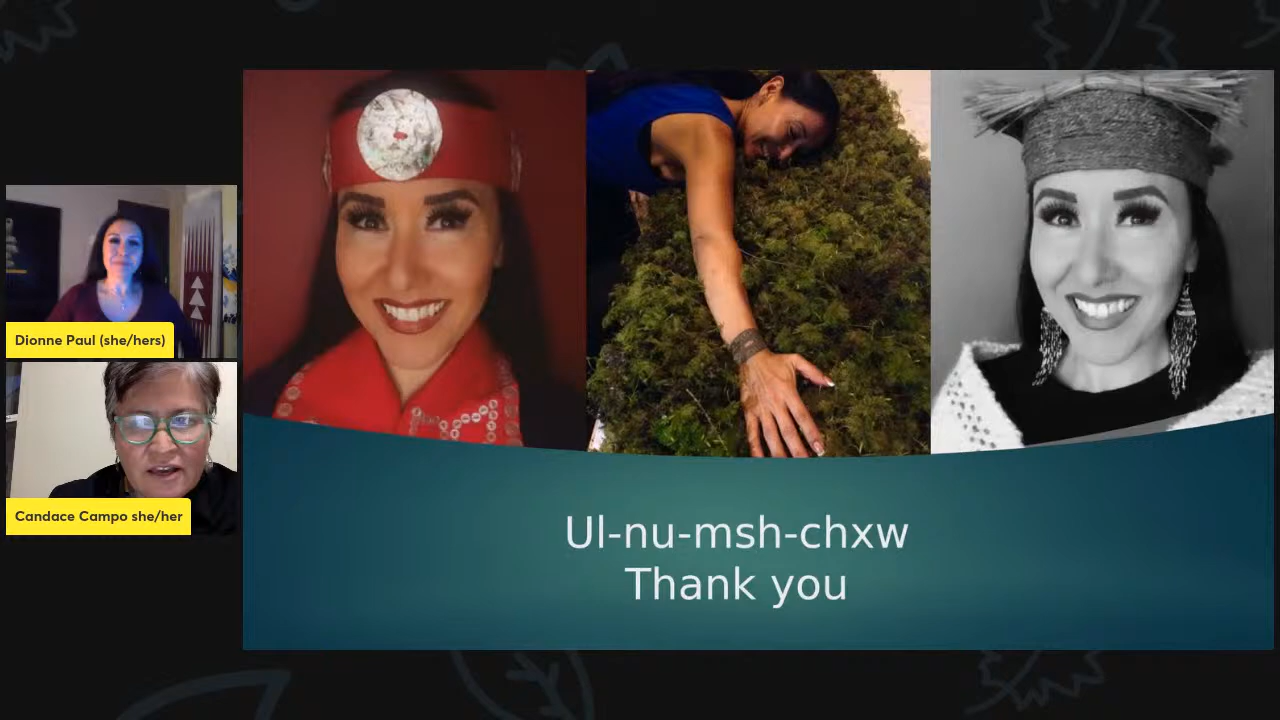 Dionne Paul (she/hers)
Candace Campo she/her
Ul-nu-msh-chxw
Thank you